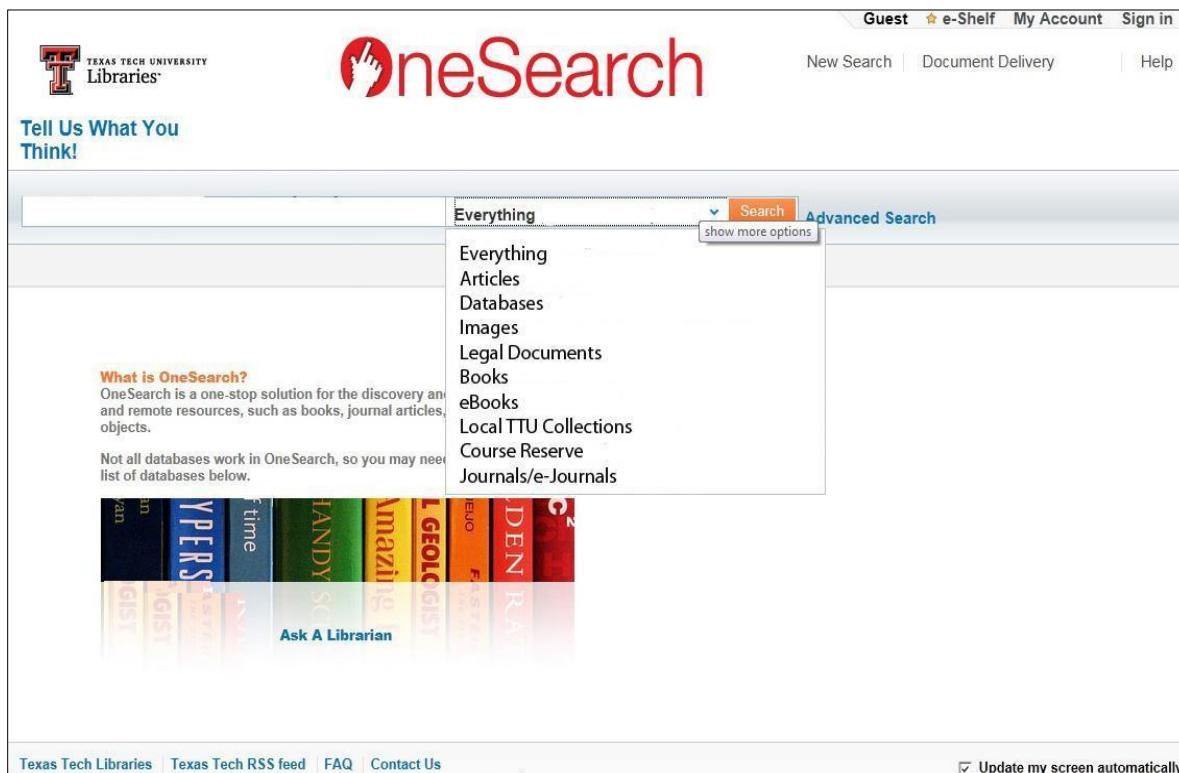 Guest e-Shelf My Account Sign in
TEXAS TECH UNIVERSITY
Libraries
OneSearch
New Search Document Delivery Help
Tell Us What You
Think!
Everything Search Advanced Search
show more options
Everything
Articles
Databases
Images
Legal Documents
Books
eBooks
Local TTU Collections
Course Reserve
Journals/e-Journals
What is OneSearch?
OneSearch is a one-stop solution for the discovery
and remote resources, such as books, journal articles,
objects.
Not all databases work in OneSearch, so you may
list of databases below.
time
HANDY
Ask A Librarian
Texas Tech Libraries Texas Tech RSS feed FAQ Contact Us
Update my screen automatically